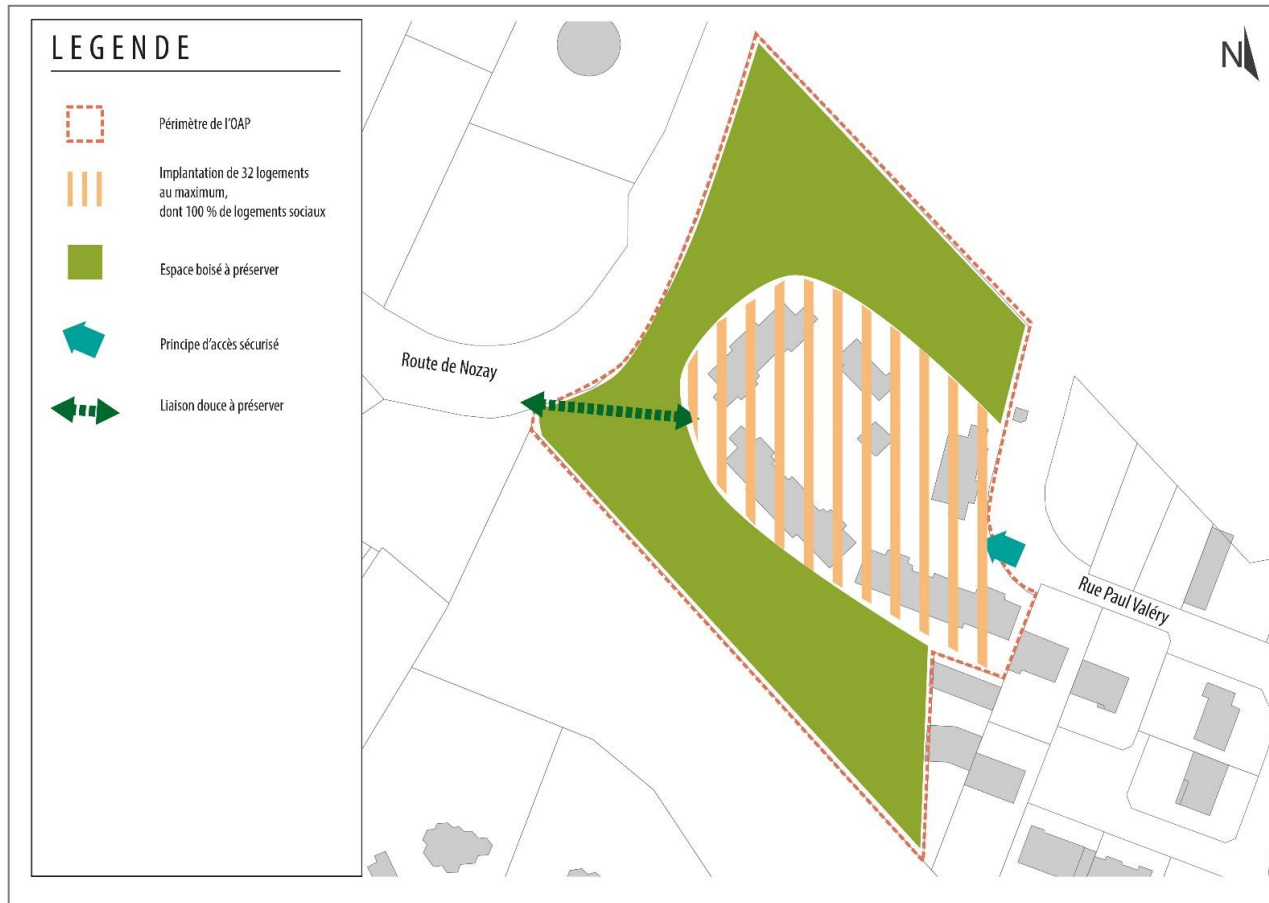 LEGENDE
Périmètre de l'OAP
Implantation de 32 logements
au maximum,
dont 100 % de logements sociaux
Espace boisé à préserver
Principe d'accès sécurisé
Liaison douce à préserver
N
Route de Nozay
Rue Paul Valéry